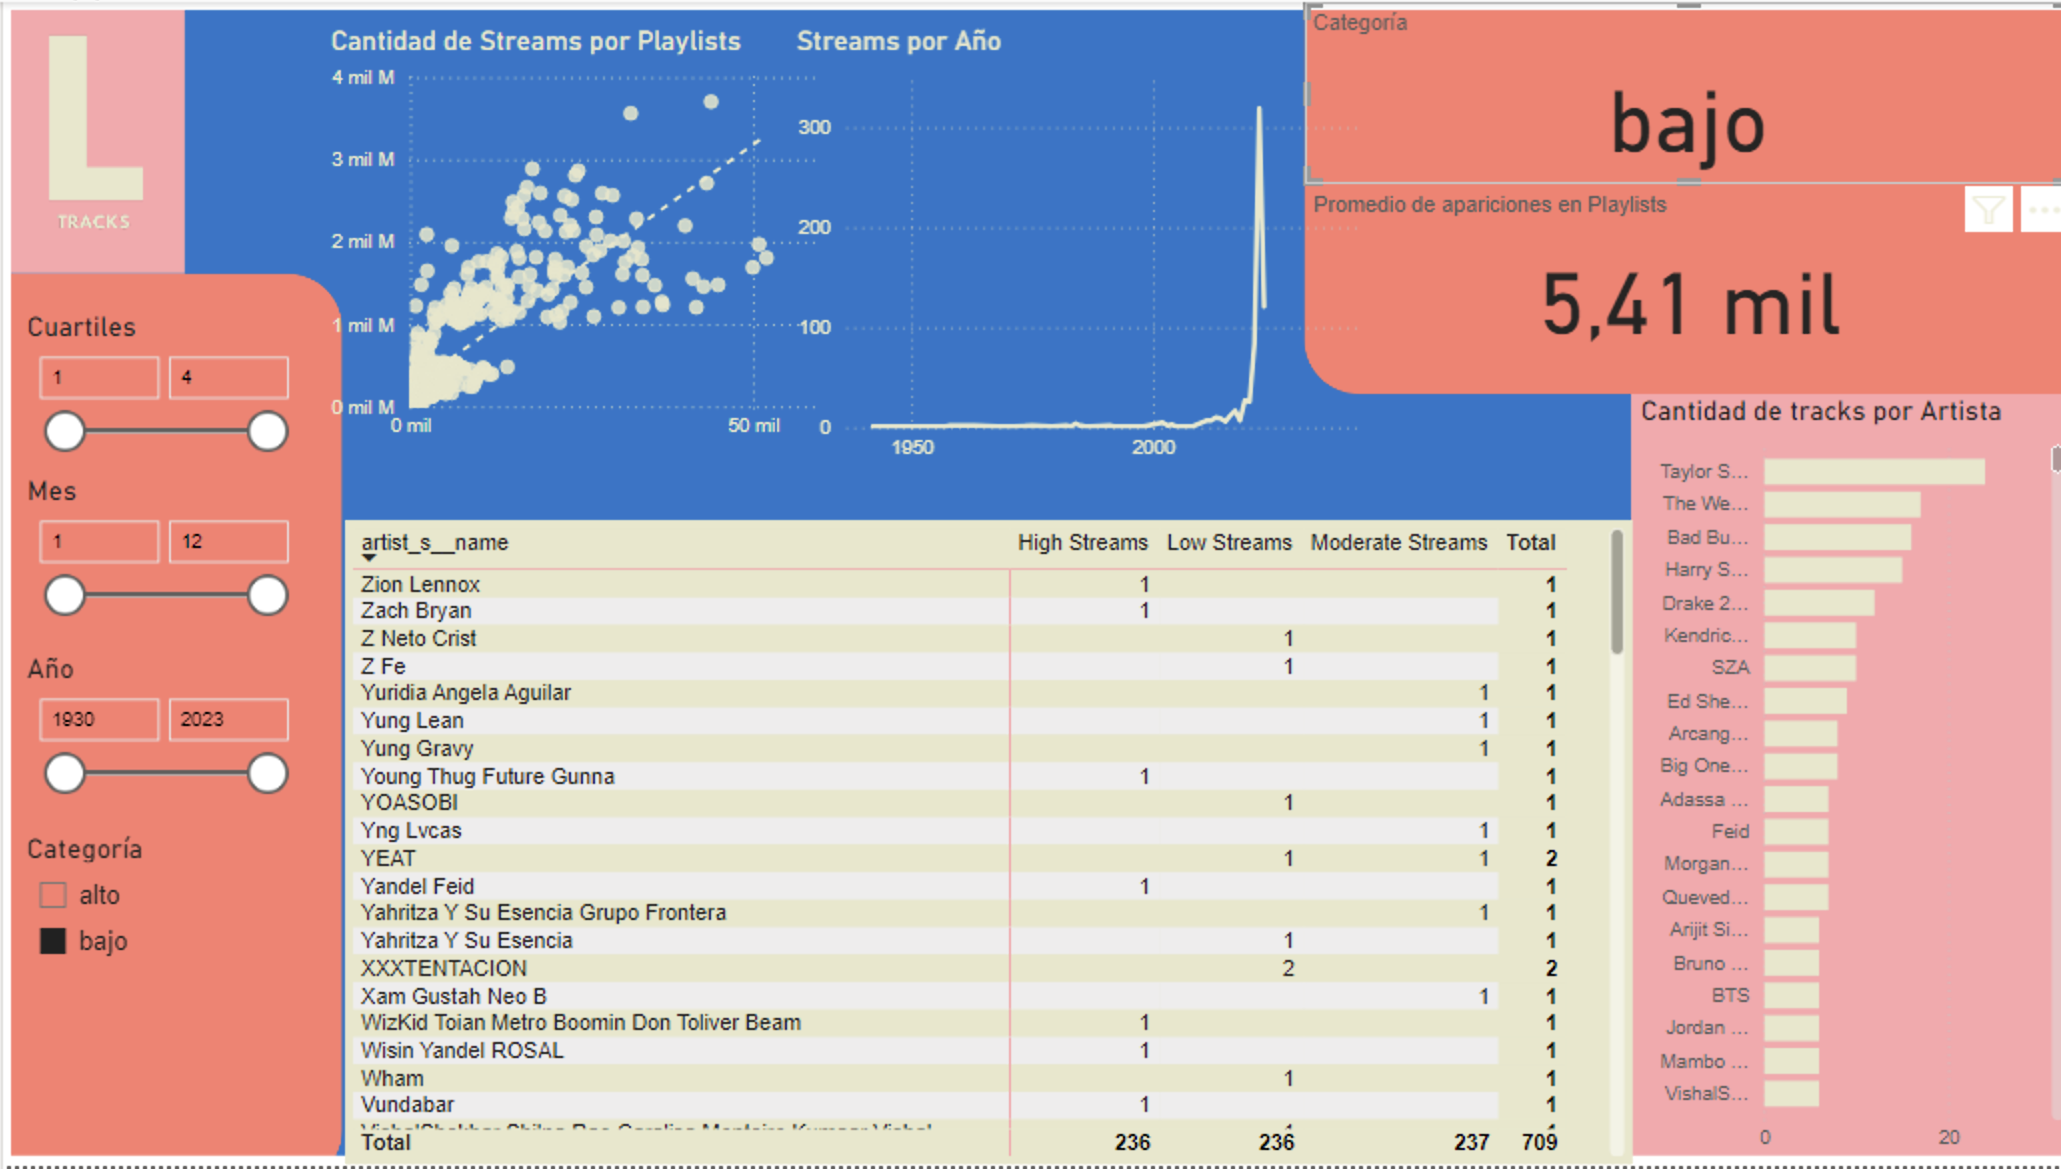 L
TRACKS
Cuartiles
1 4
Mes
1 12
Año
1930 2023
Categoría
alto
bajo
Cantidad de Streams por Playlists
4 mil M
3 mil M
2 mil M
1 mil M
0 mil M
0 mil 50 mil
Streams por Año
300
200
100
0
1950 2000
Categoría
bajo
Promedio de apariciones en Playlists
5,41 mil
artist_s__name High Streams Low Streams Moderate Streams Total
Zion Lennox 1 1
Zach Bryan 1 1
Z Neto Crist 1 1
Z Fe 1 1
Yuridia Angela Aguilar 1 1
Yung Lean 1 1
Yung Gravy 1 1
Young Thug Future Gunna 1 1
YOASOBI 1 1
Yng Lvcas 1 1
YEAT 1 1 2
Yandel Feid 1 1
Yahritza Y Su Esencia Grupo Frontera 1 1
Yahritza Y Su Esencia 1 1
XXXTENTACION 2 2
Xam Gustah Neo B 1 1
WizKid Toian Metro Boomin Don Toliver Beam 1 1
Wisin Yandel ROSAL 1 1
Wham 1 1
Vundabar 1 1
Total 236 236 237 709
Cantidad de tracks por Artista
Taylor S...
The We...
Bad Bu...
Harry S...
Drake 2...
Kendric...
SZA
Ed She...
Arcang...
Big One...
Adassa ...
Feid
Morgan...
Queved...
Arijit Si...
Bruno ...
BTS
Jordan ...
Mambo ...
VishalS...
0 20